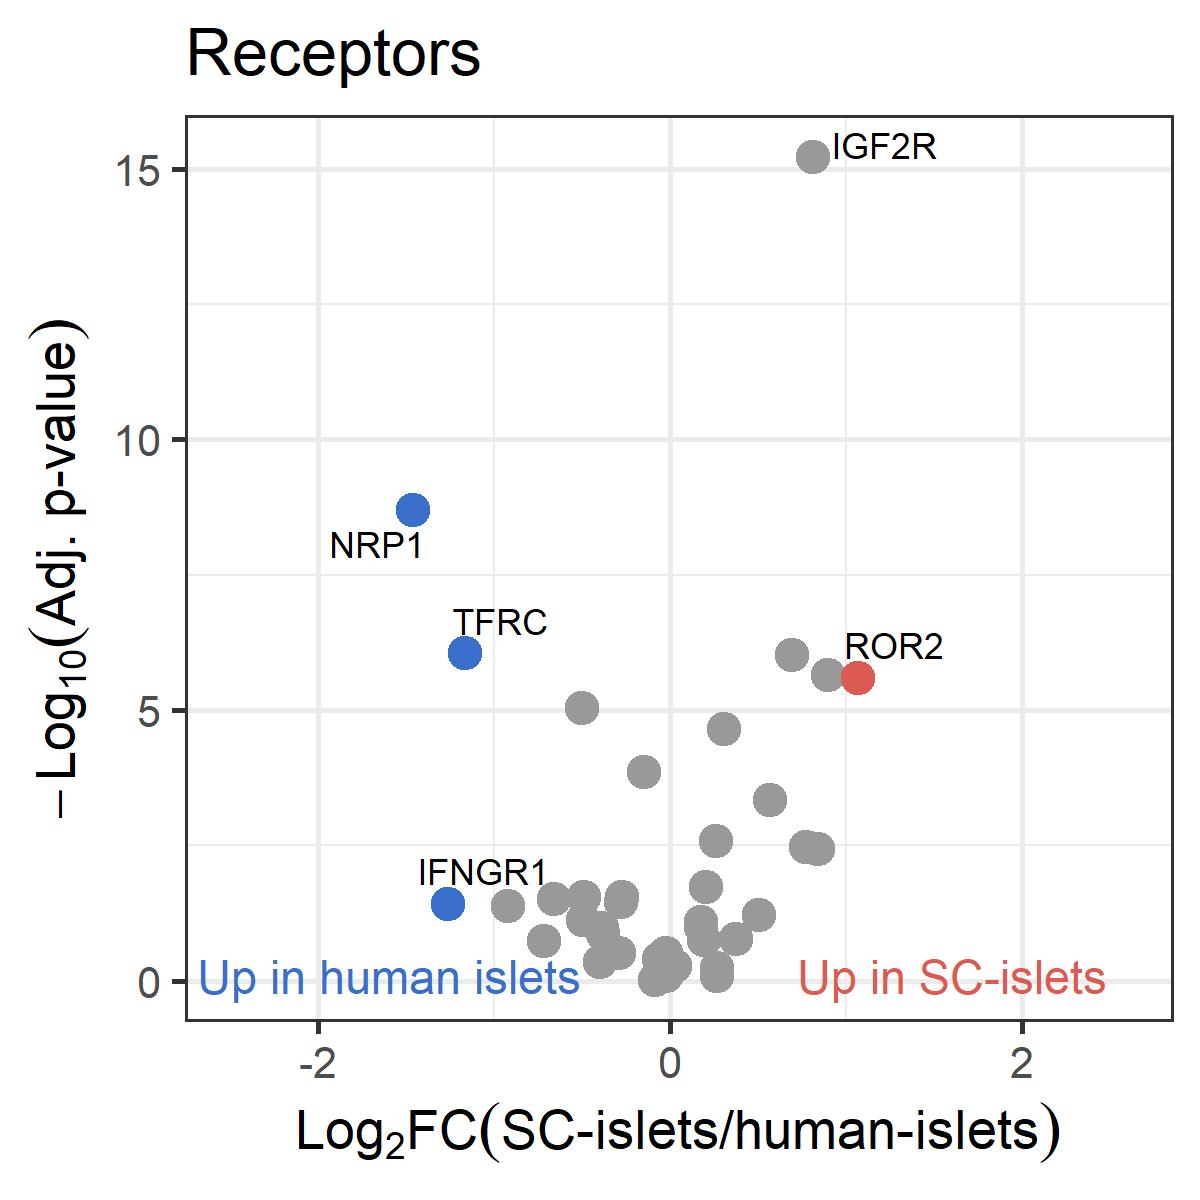 Receptors
IGF2R
15
10
NRP1
TFRC
ROR2
5
IFNGR1
0
Up in human islets
Up in SC-islets
-2
0
2
−Log10(Adj. p-value)
Log2FC(SC-islets/human-islets)